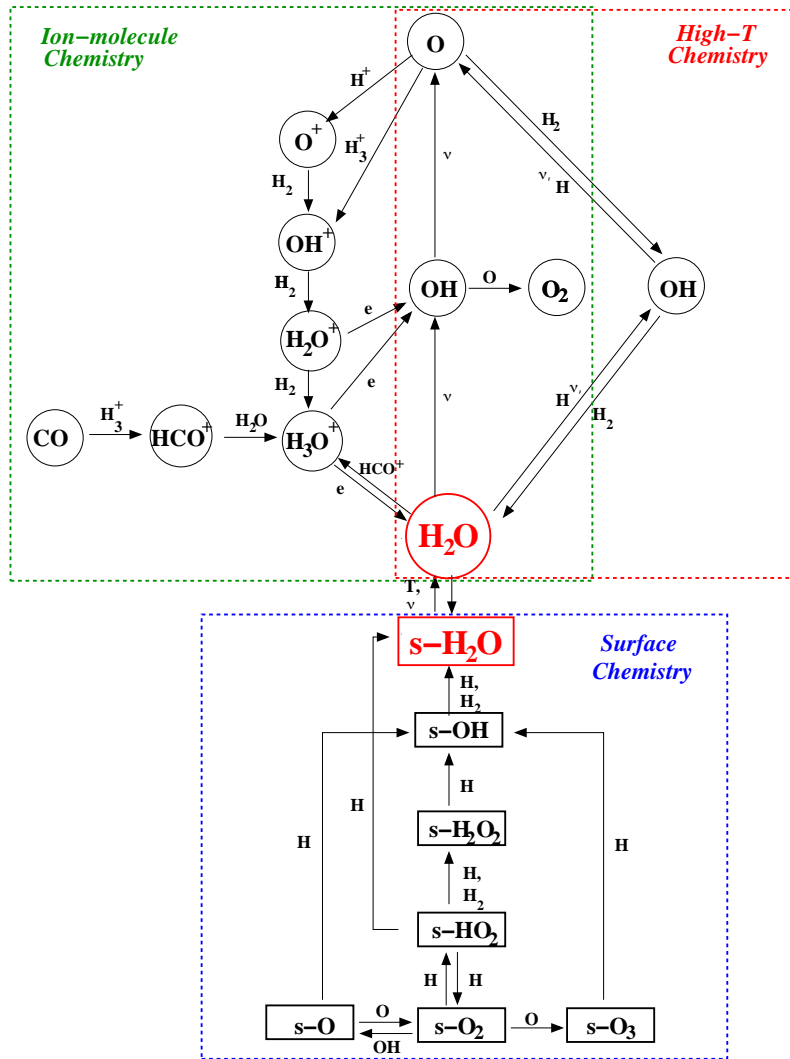 Ion−molecule
Chemistry
High−T
Chemistry
O
H+
H3+
O+
H2
ν
H2
ν, H
OH+
H2
OH
O
O2
OH
H2O+
e
H2
e
ν
H ν,
H2
CO
H3+
HCO+
H2O
H3O+
HCO+
e
H2O
T,
ν
s−H2O
Surface
Chemistry
H,
H2
s−OH
H
H
s−H2O2
H
H
H,
H2
s−HO2
H
H
s−O
O
OH
s−O2
O
s−O3